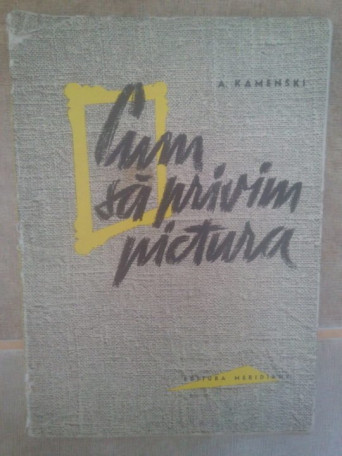 A. KAMENSKI
Cum
să privim
pictura
EDITURA MERIDIANE